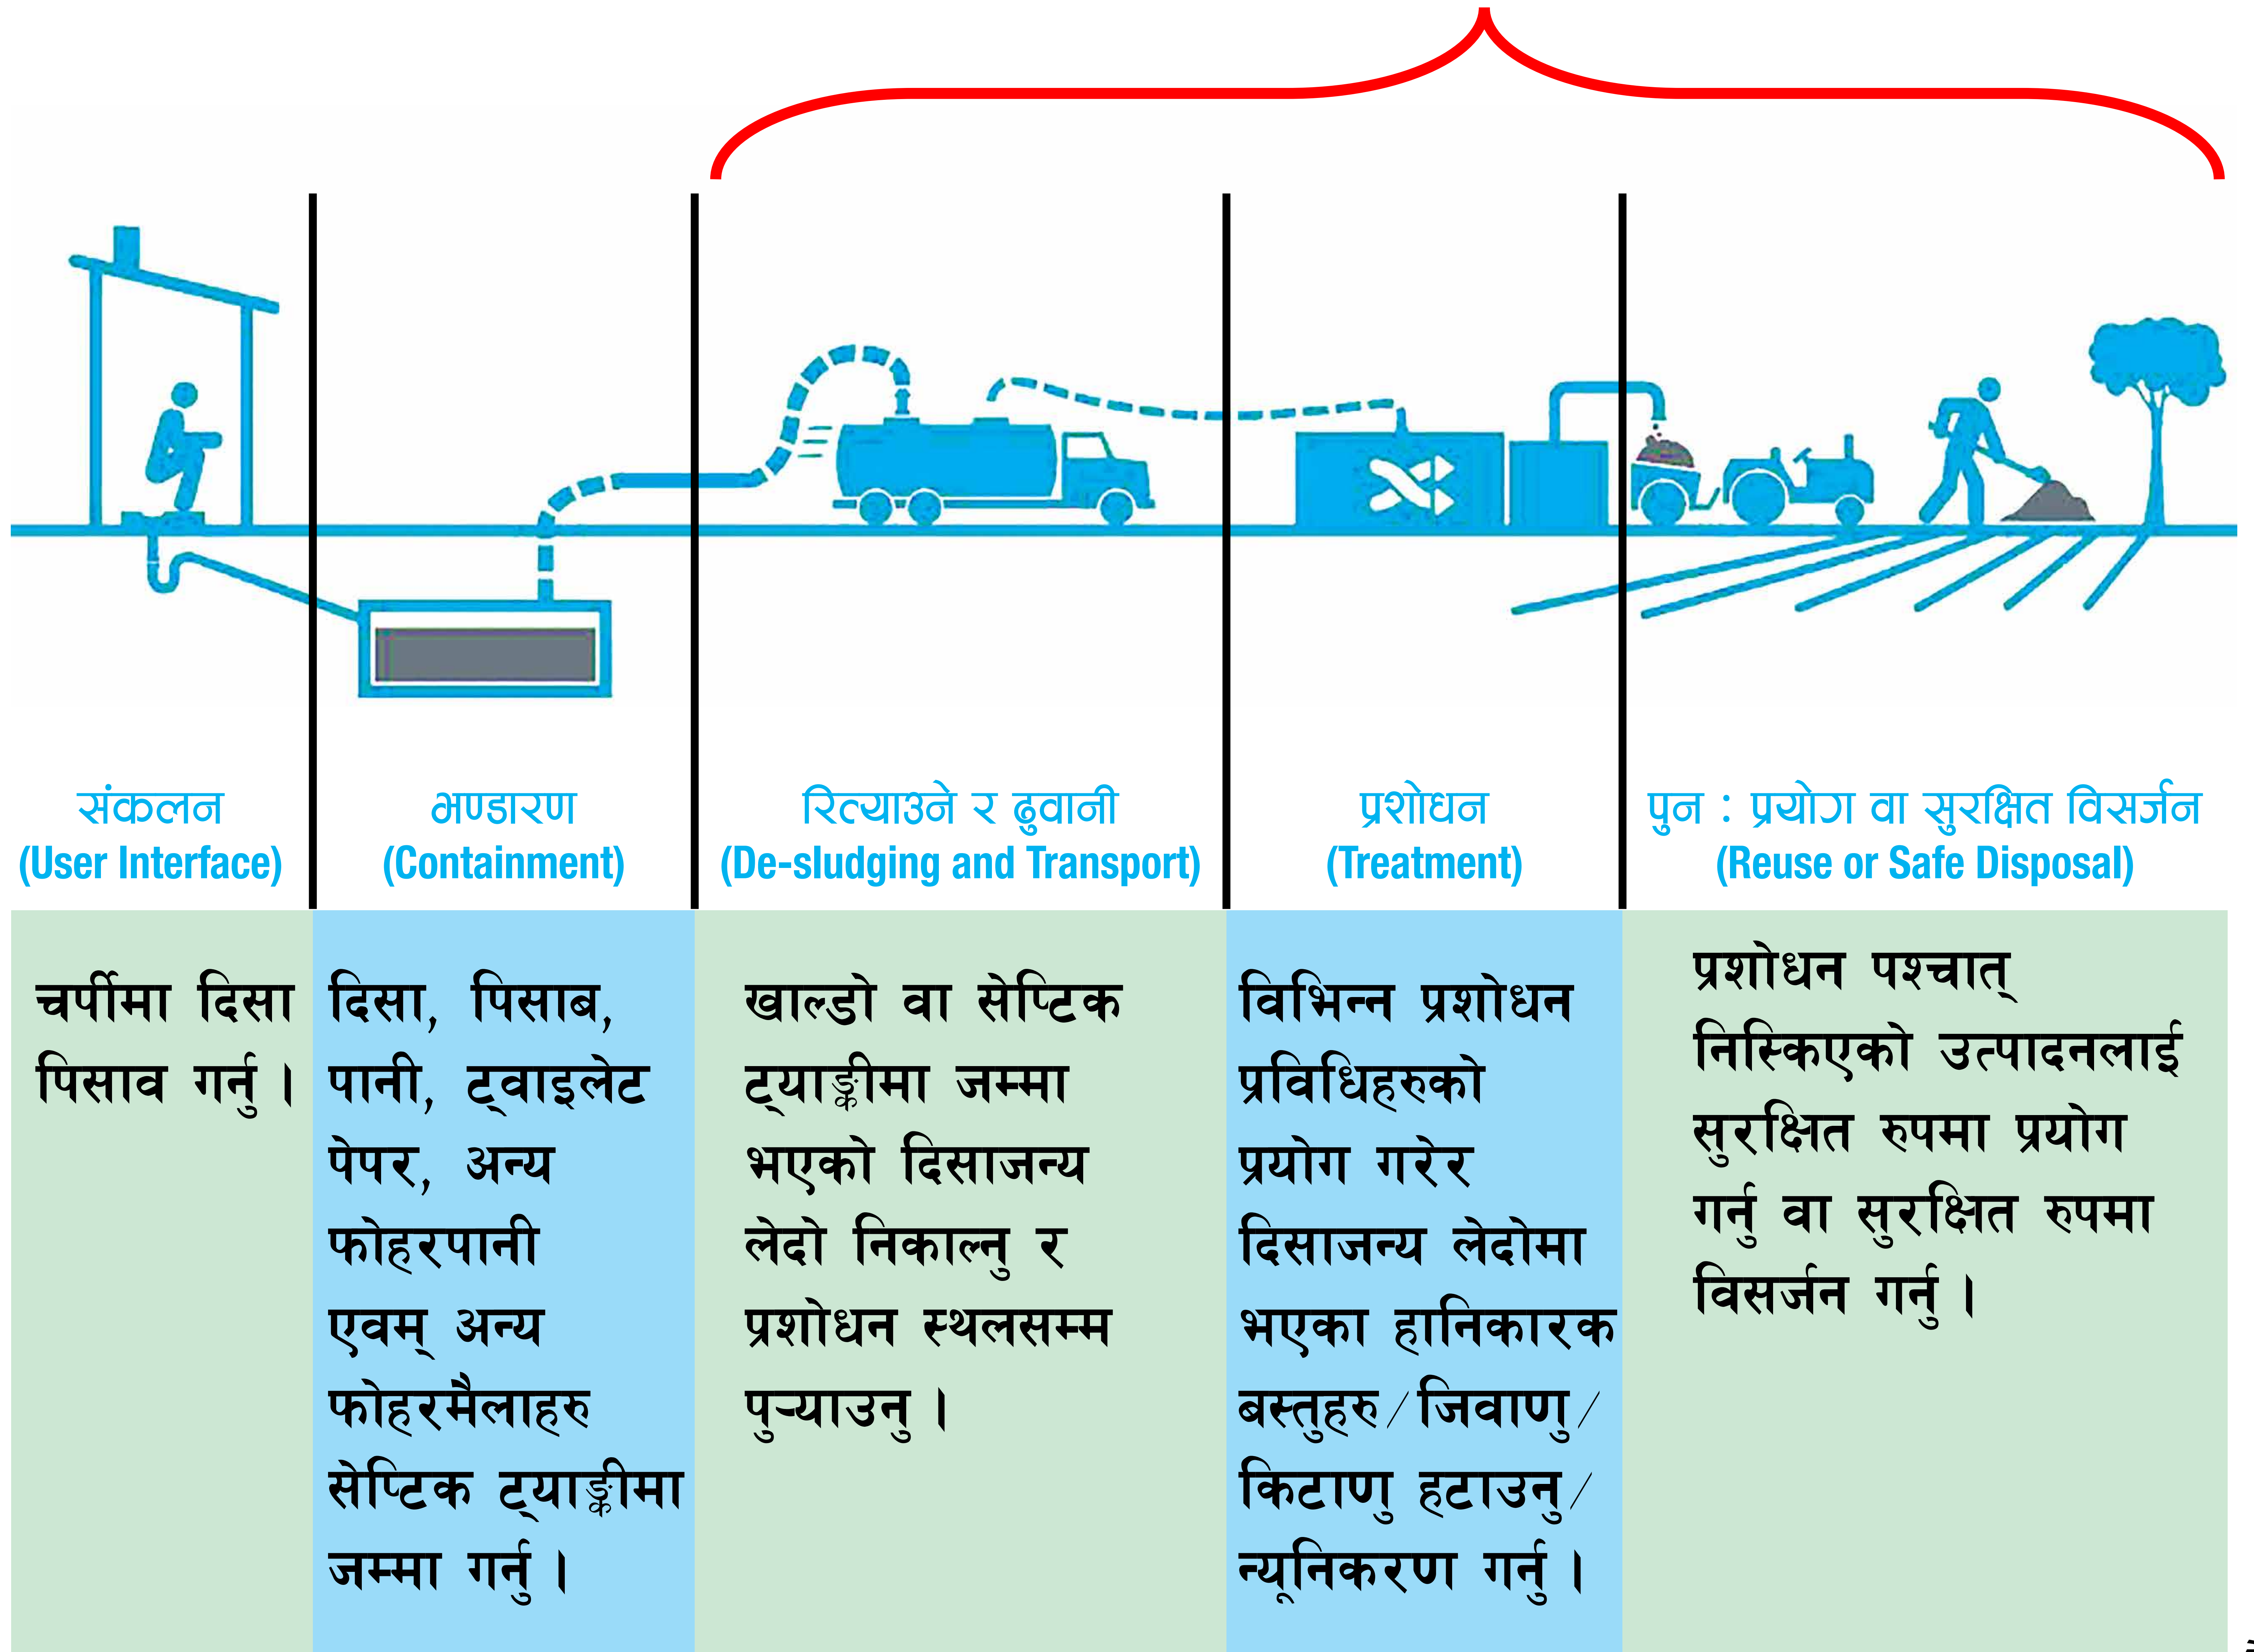 संकलन
(User Interface)
भण्डारण
(Containment)
रित्याउने र ढुवानी
(De-sludging and Transport)
प्रशोधन
(Treatment)
पुन : प्रयोग वा सुरक्षित विसर्जन
(Reuse or Safe Disposal)
चर्पीमा दिसा
पिसाव गर्नु ।
दिसा, पिसाब,
पानी, ट्वाइलेट
पेपर, अन्य
फोहरपानी
एवम् अन्य
फोहरमैलाहरु
सेप्टिक ट्याङ्कीमा
जम्मा गर्नु ।
खाल्डो वा सेप्टिक
ट्याङ्कीमा जम्मा
भएको दिसाजन्य
लेदो निकाल्नु र
प्रशोधन स्थलसम्म
पुऱ्याउनु ।
विभिन्न प्रशोधन
प्रविधिहरुको
प्रयोग गरेर
दिसाजन्य लेदोमा
भएका हानिकारक
बस्तुहरु/जिवाणु/
किटाणु हटाउनु/
न्यूनिकरण गर्नु ।
प्रशोधन पश्चात्
निस्किएको उत्पादनलाई
सुरक्षित रुपमा प्रयोग
गर्नु वा सुरक्षित रुपमा
विसर्जन गर्नु ।